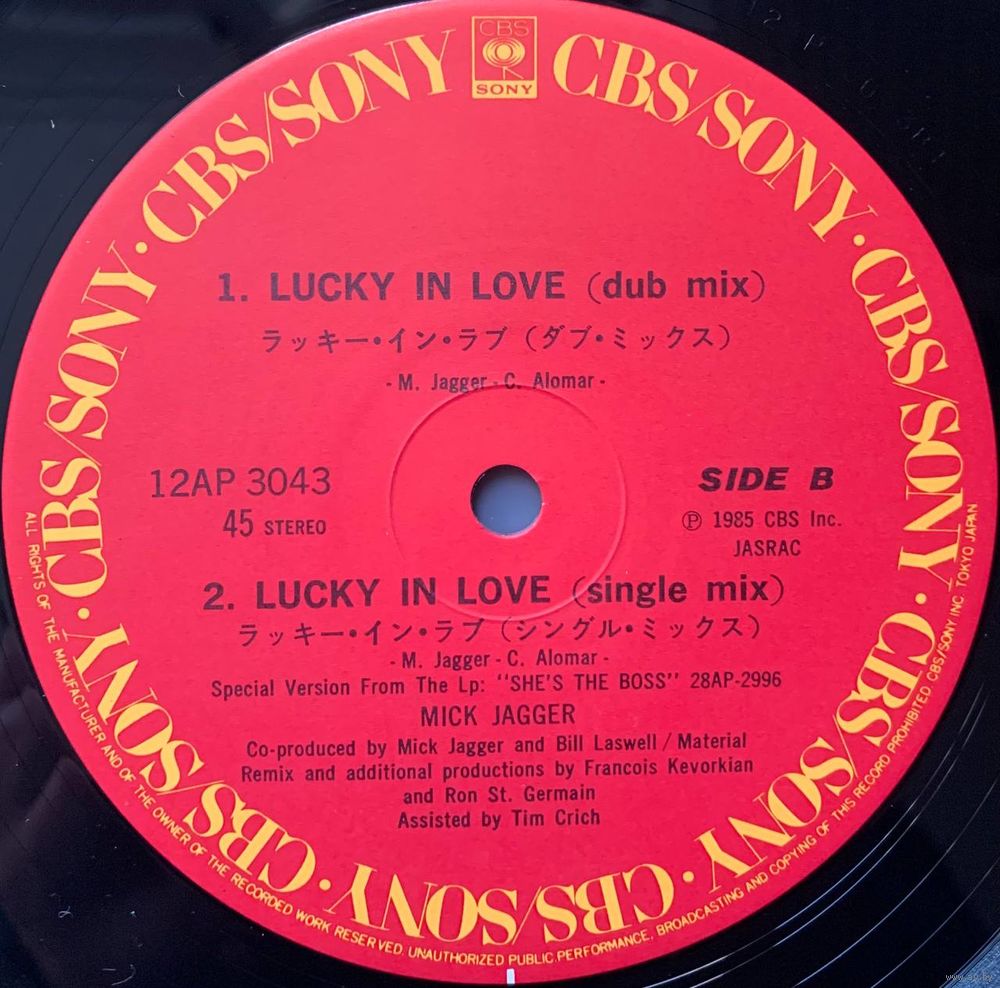 CBS
SONY
CBS/SONY · CBS/SONY · CBS/SONY · CBS/SONY · CBS/SONY · CBS/SONY · CBS/SONY · CBS/SONY
1. LUCKY IN LOVE (dub mix)
ラッキー・イン・ラブ (ダブ・ミックス)
- M. Jagger - C. Alomar -
12AP 3043
45 STEREO
SIDE B
℗ 1985 CBS Inc.
JASRAC
2. LUCKY IN LOVE (single mix)
ラッキー・イン・ラブ (シングル・ミックス)
- M. Jagger - C. Alomar -
Special Version From The Lp: "SHE'S THE BOSS" 28AP-2996
MICK JAGGER
Co-produced by Mick Jagger and Bill Laswell / Material
Remix and additional productions by Francois Kevorkian
and Ron St. Germain
Assisted by Tim Crich
ALL RIGHTS OF THE MANUFACTURER AND OF THE OWNER OF THE RECORDED WORK RESERVED. UNAUTHORIZED PUBLIC PERFORMANCE, BROADCASTING AND COPYING OF THIS RECORD PROHIBITED CBS/SONY INC. TOKYO JAPAN